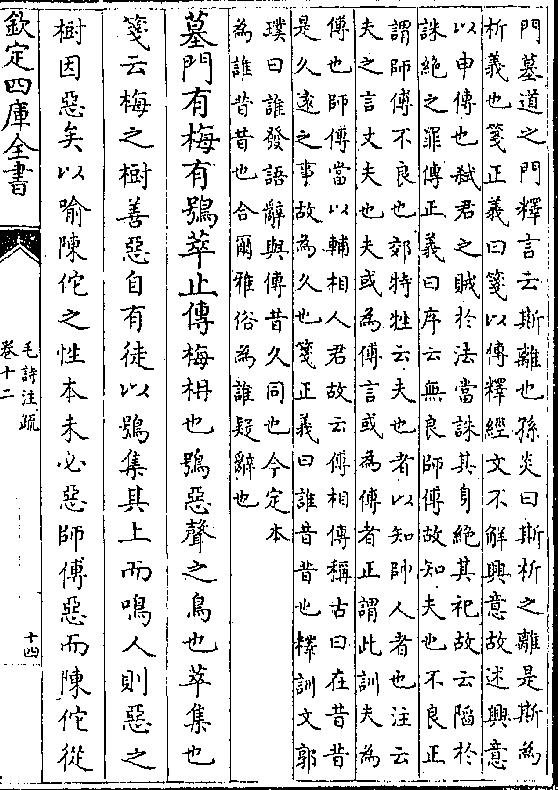 門墓道之門釋言云斯離也孫炎曰斯析之離是斯為
析義也箋正義曰箋以傳釋經文不解興意故述興意
以申傳也弑君之賊於法當誅其身絕其祀故云陷於
誅絕之罪傳正義曰序云無良師傅故知夫也不良正
謂師傅不良也郊特牲云夫也者以知帥人者也注云
夫之言丈夫也夫或為傅言或為傅者正謂此訓夫為
傅也師傅當以輔相人君故云傅相傳稱古曰在昔昔
是久遠之事故為久也箋正義曰誰昔昔也釋訓文郭
璞曰誰發語辭與傳昔久同也今定本
為誰昔昔也合爾雅俗為誰疑辭也
墓門有梅有鴞萃止傳梅柟也鴞惡聲之鳥也萃集也
箋云梅之樹善惡自有徒以鴞集其上而鳴人則惡之
樹因惡矣以喻陳佗之性本未必惡師傅惡而陳佗從
欽定四庫全書
毛詩注疏
卷十二
十四